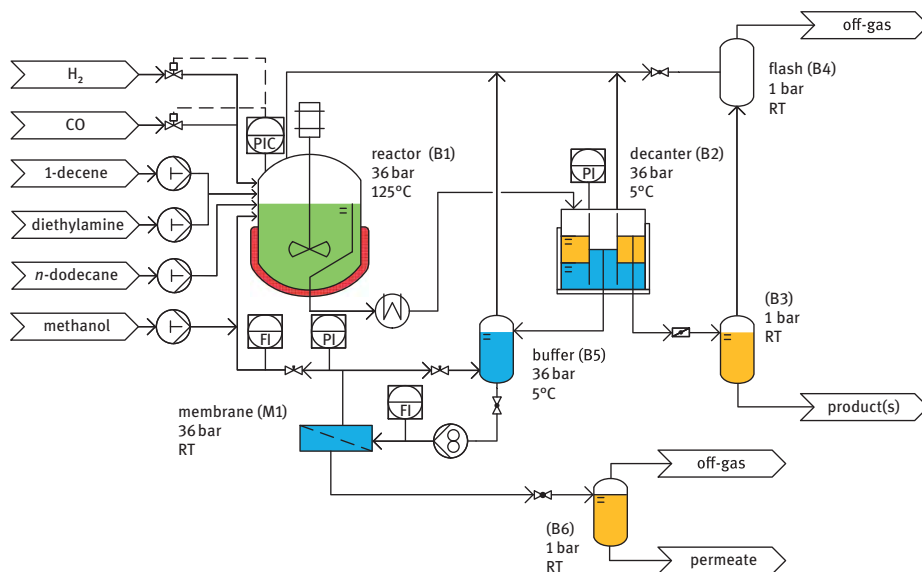 off-gas
H₂
flash (B4)
1 bar
RT
CO
PIC
reactor (B1)
36 bar
125°C
decanter (B2)
36 bar
5°C
PI
1-decene
diethylamine
n-dodecane
methanol
FI
PI
buffer (B5)
36 bar
5°C
(B3)
1 bar
RT
product(s)
membrane (M1)
36 bar
RT
FI
off-gas
(B6)
1 bar
RT
permeate